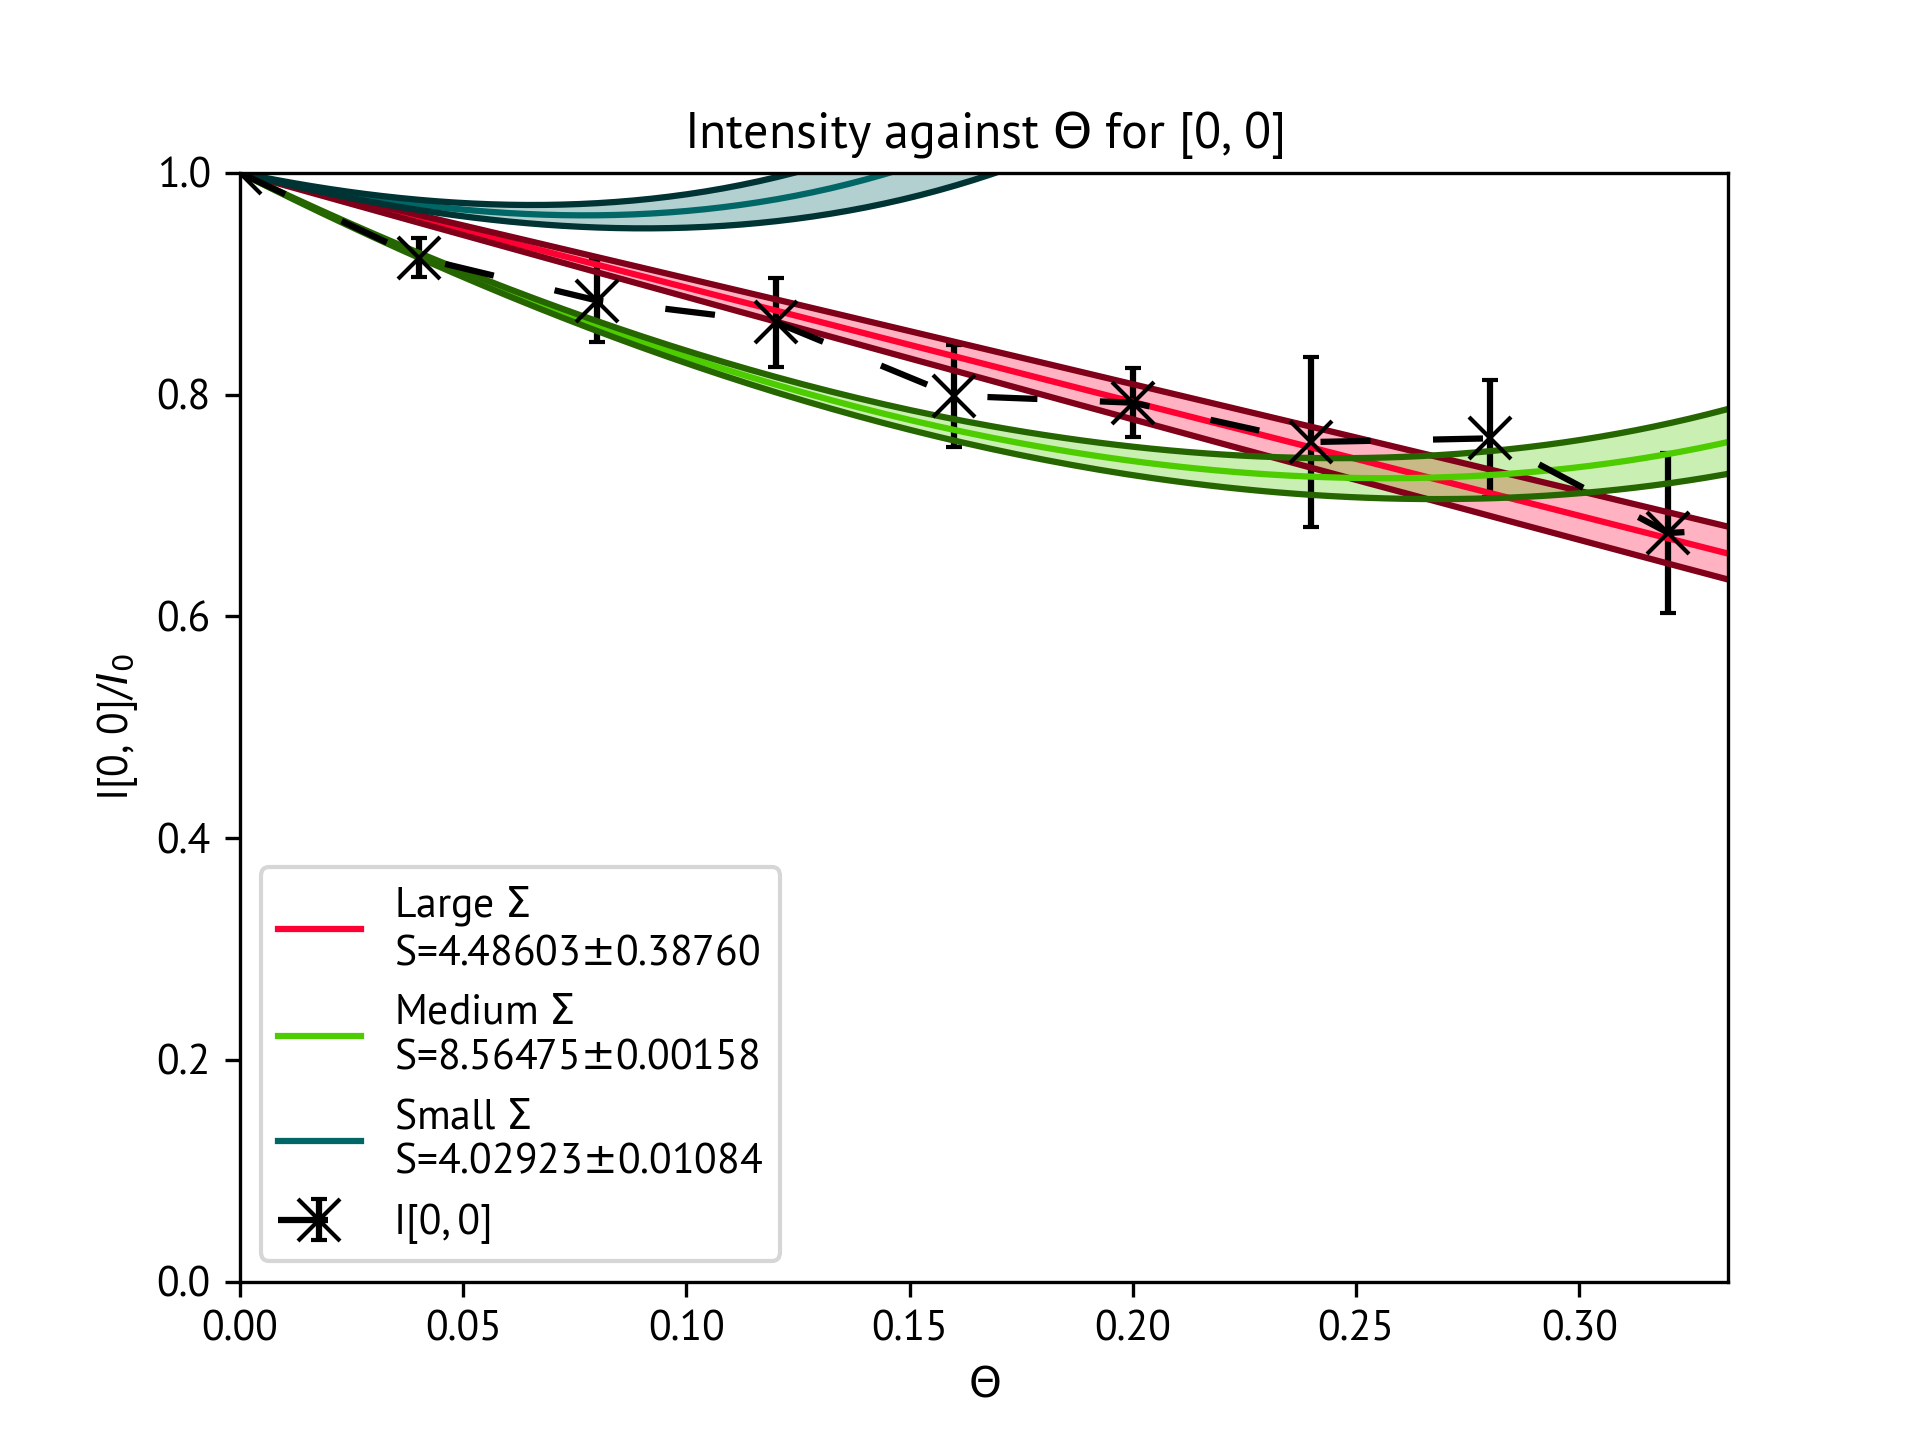 Intensity against Θ for [0, 0]
1.0
0.8
0.6
0.4
0.2
0.0
I[0, 0]/I₀
Large Σ
S=4.48603±0.38760
Medium Σ
S=8.56475±0.00158
Small Σ
S=4.02923±0.01084
I[0, 0]
0.00 0.05 0.10 0.15 0.20 0.25 0.30
Θ